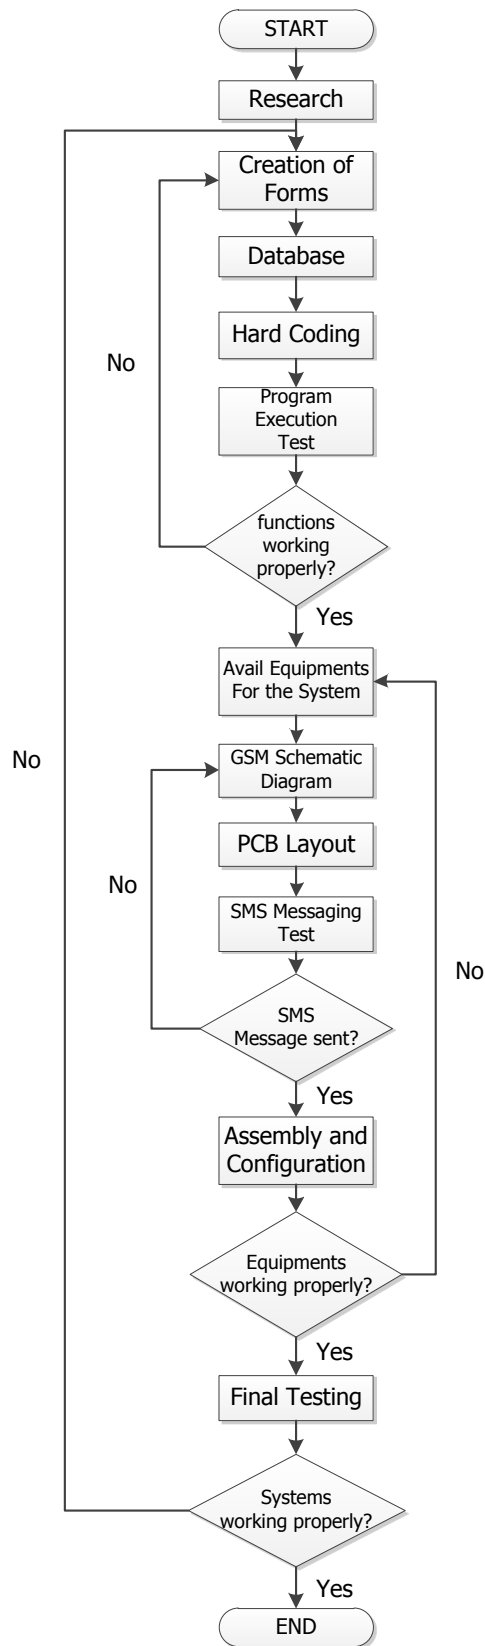 START
Research
Creation of
Forms
Database
Hard Coding
No
Program
Execution
Test
functions
working
properly?
Yes
Avail Equipments
For the System
No
GSM Schematic
Diagram
PCB Layout
No
SMS Messaging
Test
No
SMS
Message sent?
Yes
Assembly and
Configuration
Equipments
working properly?
Yes
Final Testing
Systems
working properly?
Yes
END